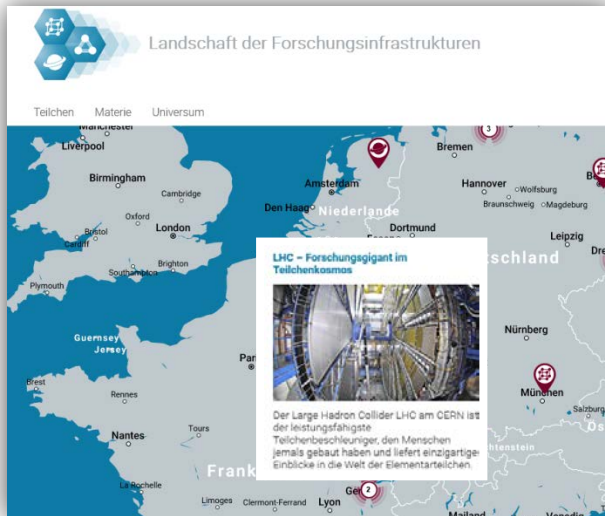 Landschaft der Forschungsinfrastrukturen
Teilchen Materie Universum
Manchester
Liverpool
Birmingham
Cambridge
Oxford
London
Bristol
Cardiff
Brighton
Southampton
Plymouth
Guernsey
Jersey
Brest
Rennes
Nantes
Tours
La Rochelle
Limoges
Clermont-Ferrand
Lyon
Amsterdam
Den Haag
Niederlande
3
Bremen
Hannover
Wolfsburg
Braunschweig
Magdeburg
Dortmund
Leipzig
Nürnberg
München
Salzburg
LHC – Forschungsgigant im
Teilchenkosmos
Der Large Hadron Collider LHC am CERN ist
der leistungsfähigste
Teilchenbeschleuniger, den Menschen
jemals gebaut haben und liefert einzigartige
Einblicke in die Welt der Elementarteilchen.
2
Mailand